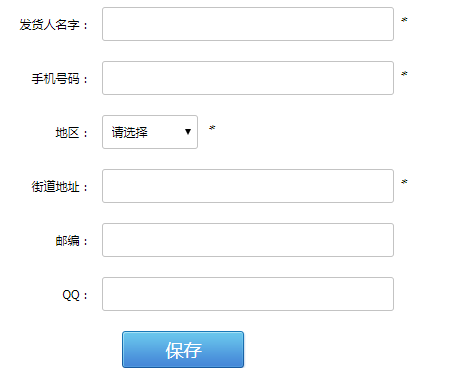 发货人名字： *
手机号码： *
地区： 请选择 *
街道地址： *
邮编：
QQ：
保存